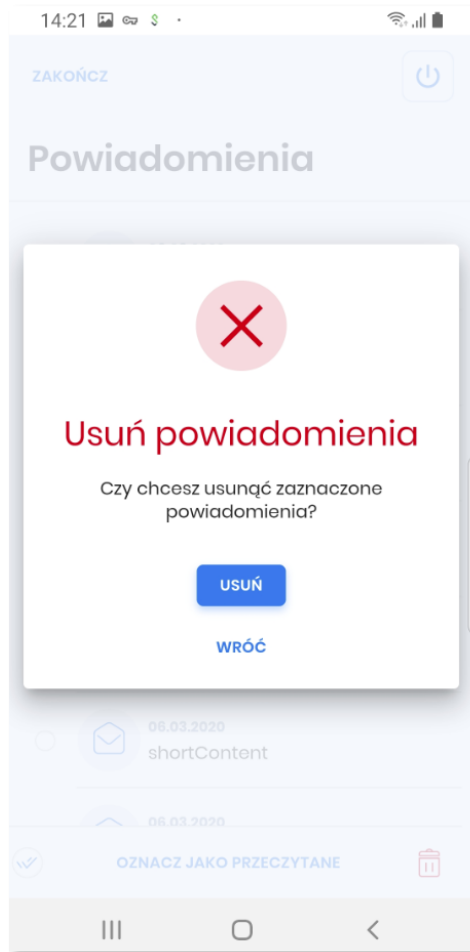 14:21
ZAKOŃCZ
Powiadomienia
Usuń powiadomienia
Czy chcesz usunąć zaznaczone
powiadomienia?
USUŃ
WRÓĆ
06.03.2020
shortContent
06.03.2020
OZNACZ JAKO PRZECZYTANE